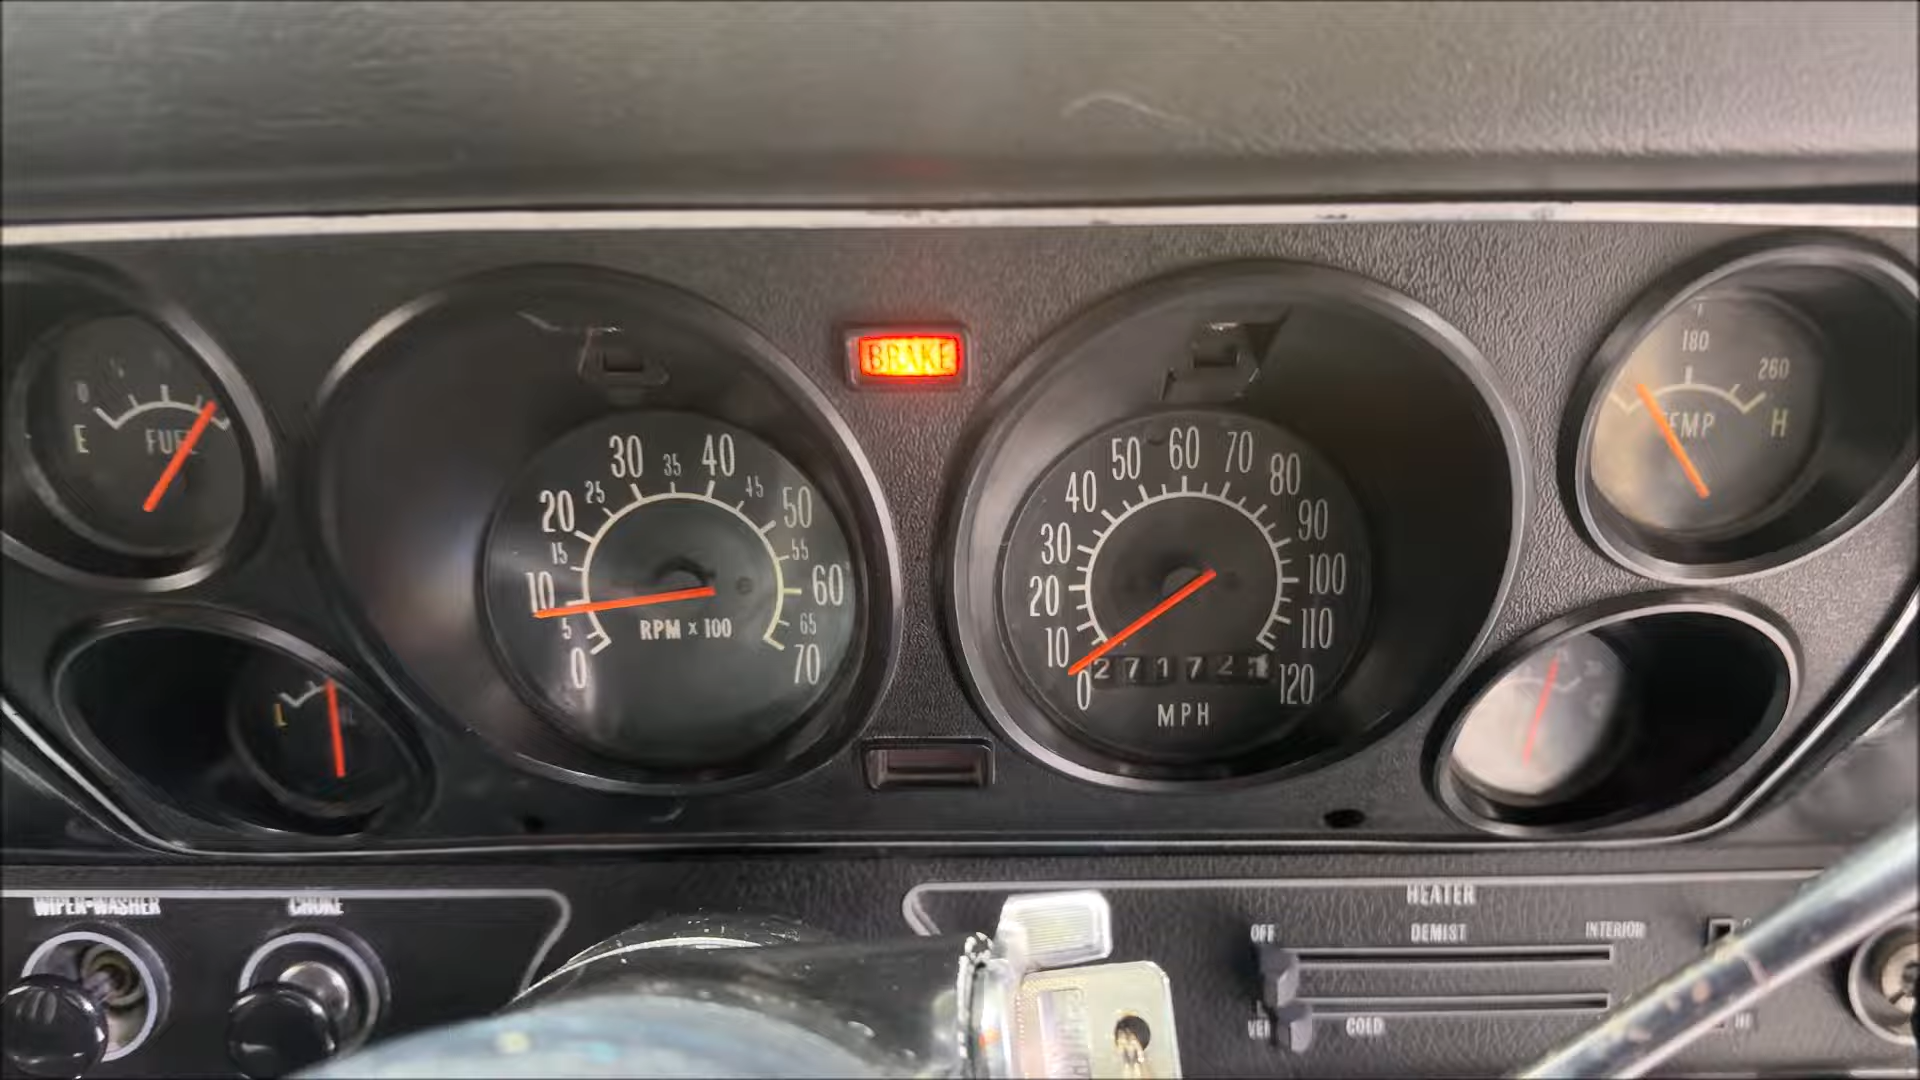 BRAKE
0
E
FUEL
30
35
40
25
45
20
50
15
55
10
60
5
65
RPM x 100
0
70
60
50
70
40
80
30
90
20
100
10
110
27172
0
120
MPH
180
260
TEMP
H
L
WIPER-WASHER
CHOKE
HEATER
OFF
DEMIST
INTERIOR
COLD